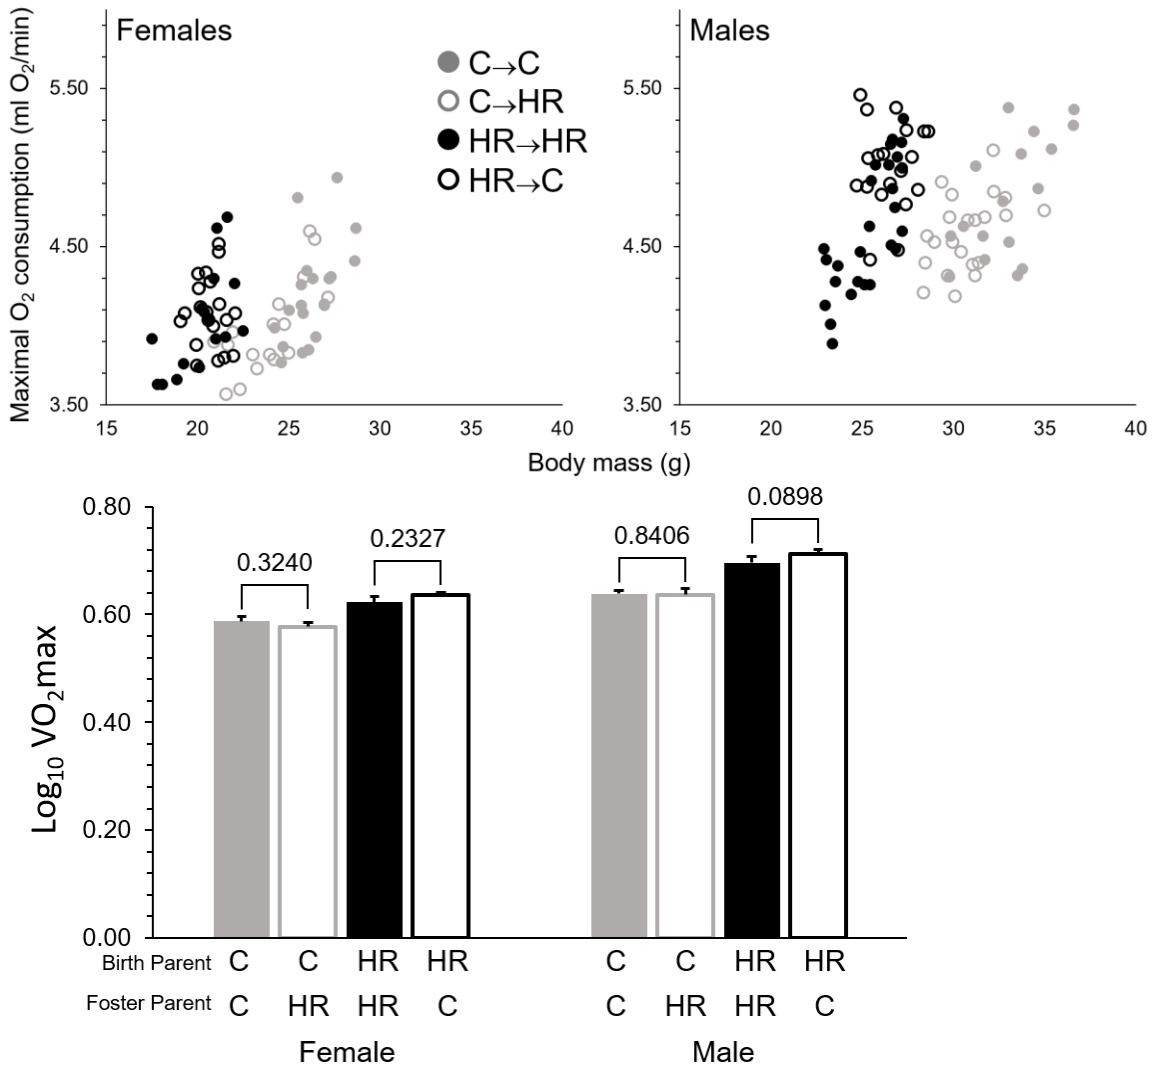 Females
Males
Maximal O2 consumption (ml O2/min)
C→C
C→HR
HR→HR
HR→C
5.50
4.50
3.50
5.50
4.50
3.50
15 20 25 30 35 40
15 20 25 30 35 40
Body mass (g)
Log10 VO2max
0.80
0.60
0.40
0.20
0.00
0.3240
0.2327
0.8406
0.0898
Birth Parent C C HR HR C C HR HR
Foster Parent C HR HR C C HR HR C
Female Male